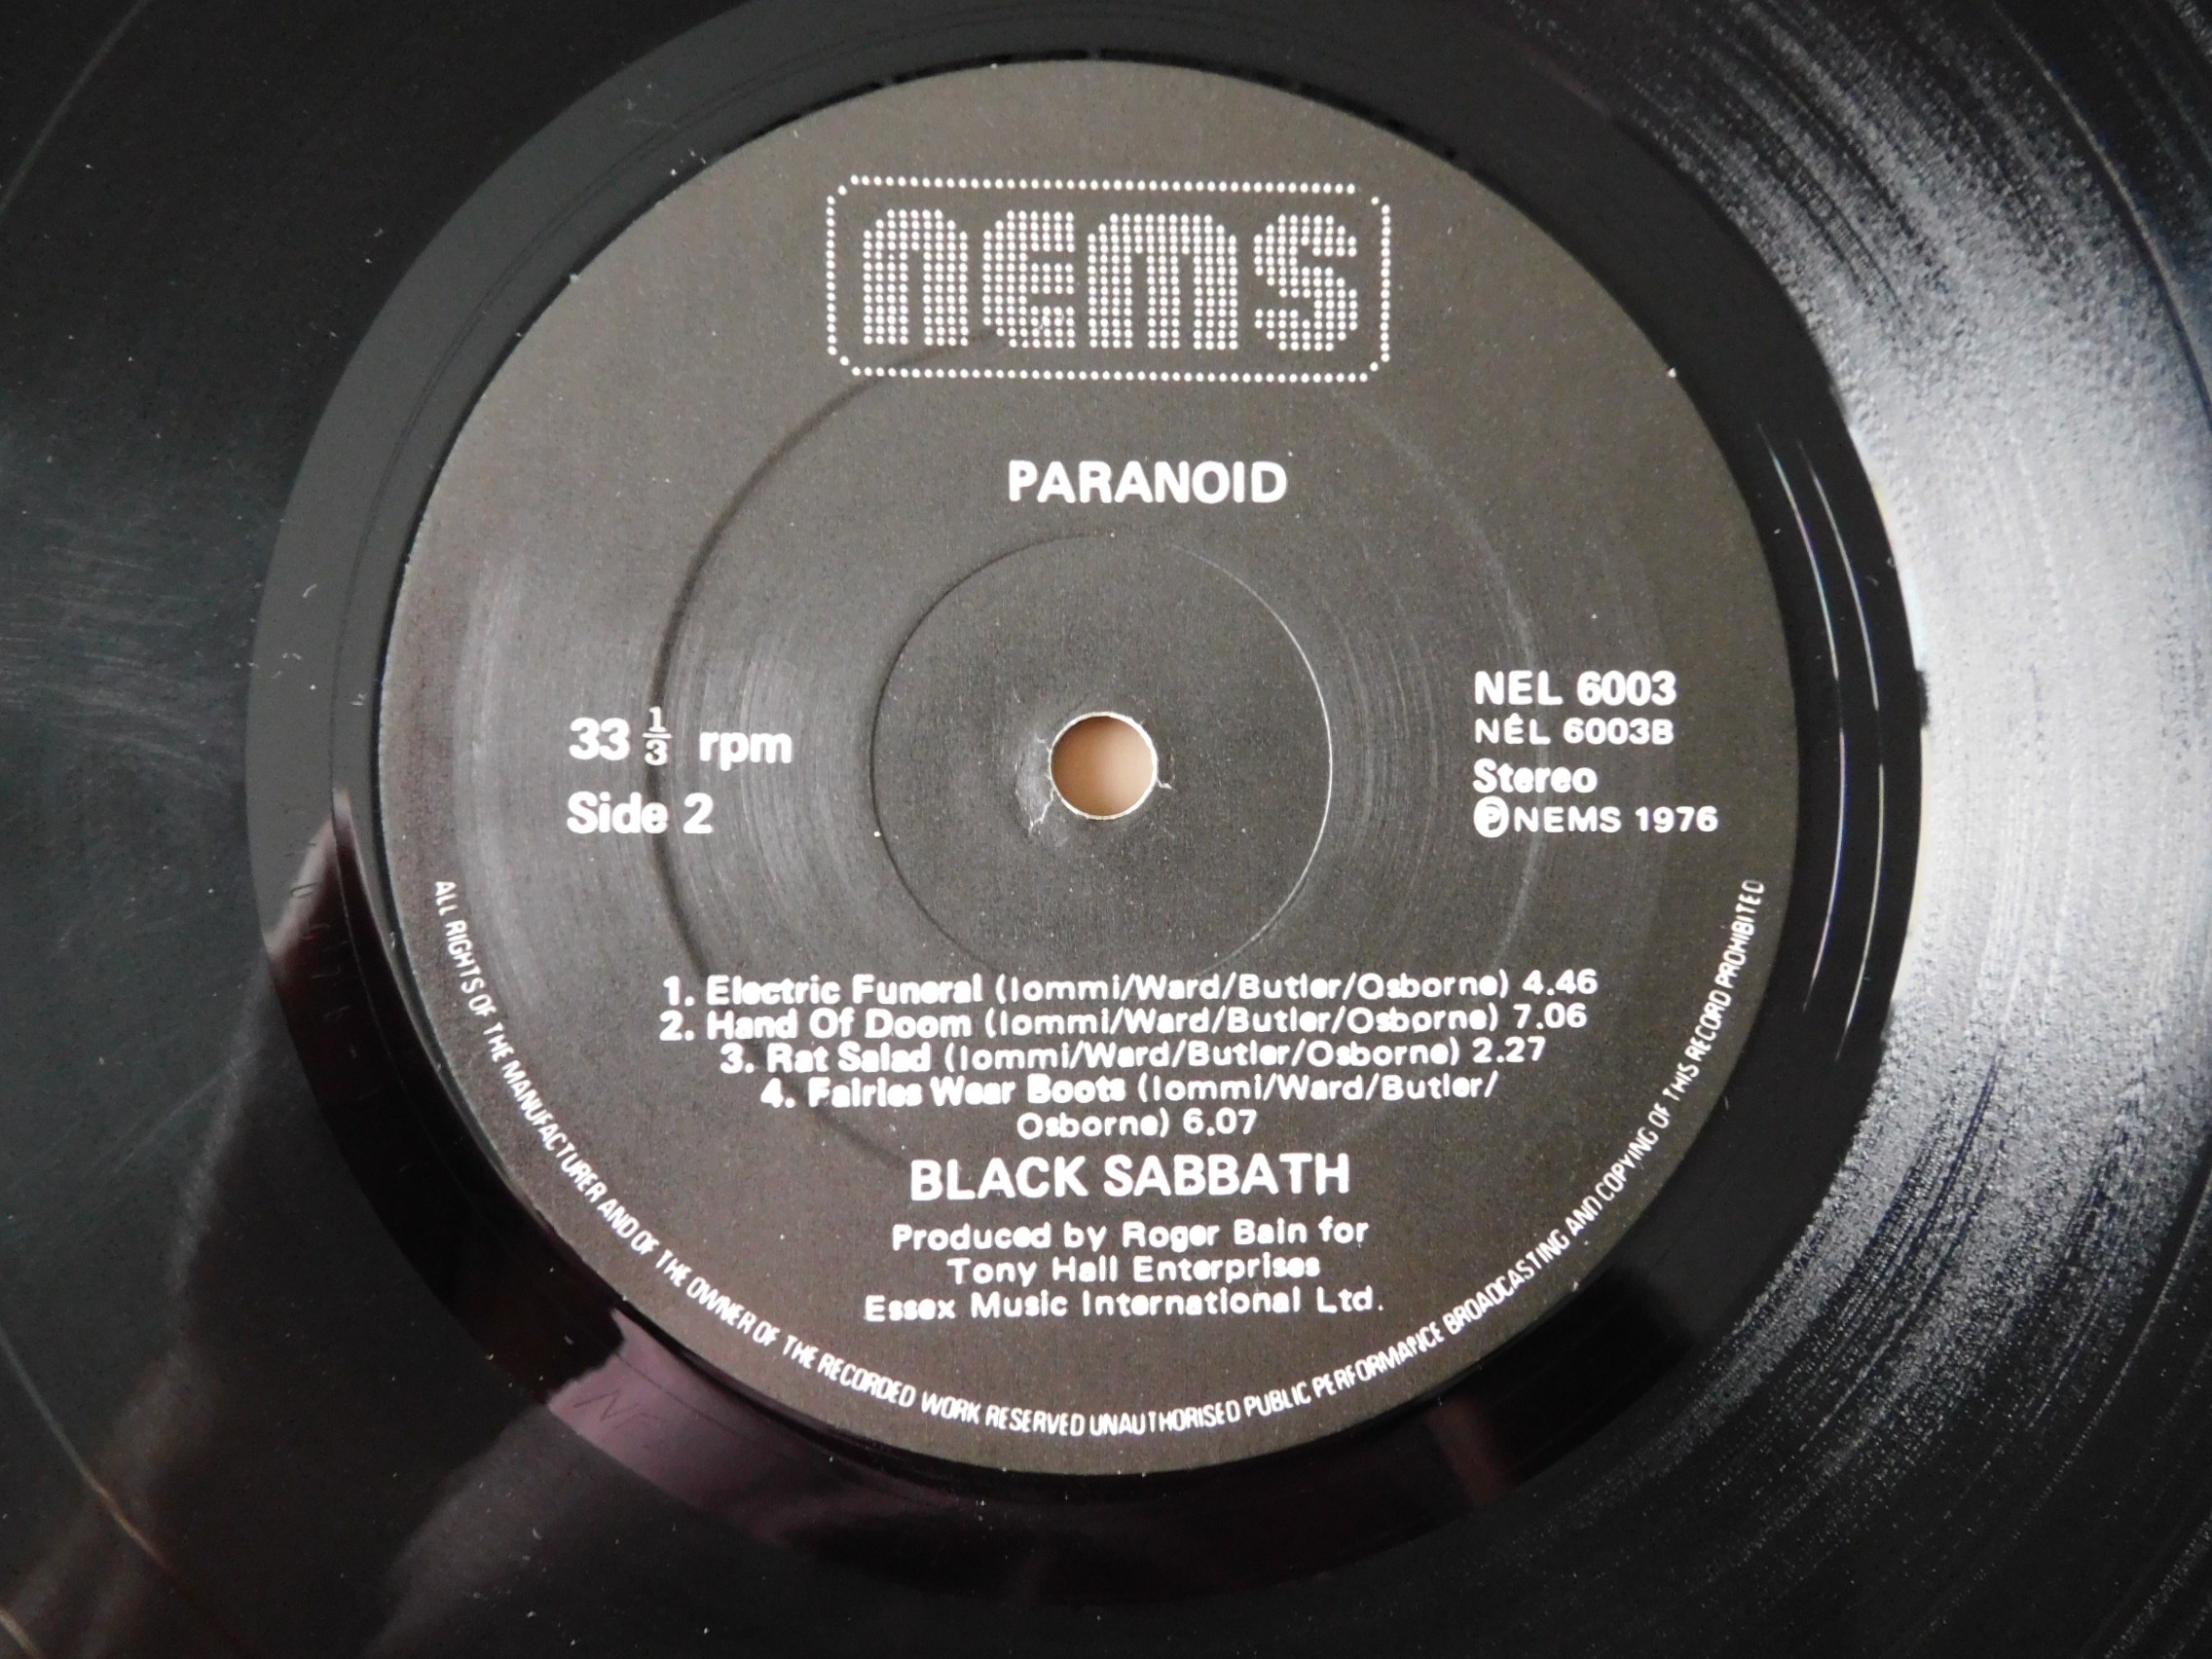 nems
PARANOID
33 1/3 rpm
Side 2
NEL 6003
NEL 6003B
Stereo
Ⓟ NEMS 1976
1. Electric Funeral (Iommi/Ward/Butler/Osborne) 4.46
2. Hand Of Doom (Iommi/Ward/Butler/Osborne) 7.06
3. Rat Salad (Iommi/Ward/Butler/Osborne) 2.27
4. Fairies Wear Boots (Iommi/Ward/Butler/
Osborne) 6.07
BLACK SABBATH
Produced by Roger Bain for
Tony Hall Enterprises
Essex Music International Ltd.
ALL RIGHTS OF THE MANUFACTURER AND OF THE OWNER OF THE RECORDED WORK RESERVED UNAUTHORISED PUBLIC PERFORMANCE BROADCASTING AND COPYING OF THIS RECORD PROHIBITED